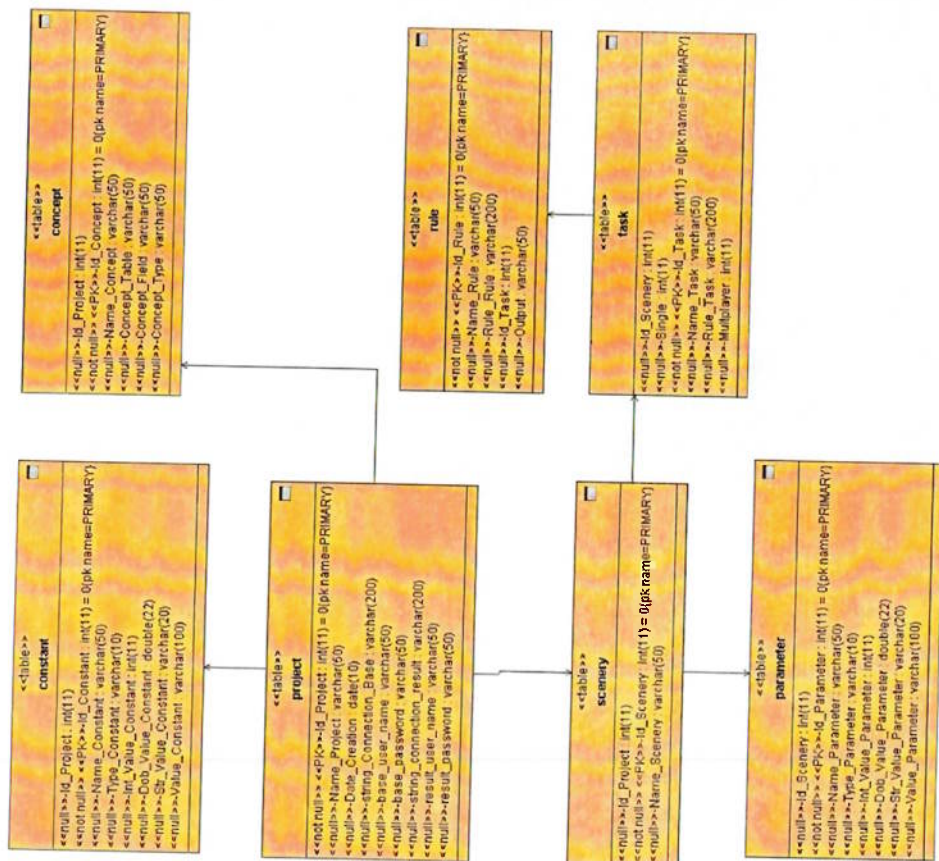 <<table>>
concept
<<null>>-Id_Project : int(11)
<<not null>> <<PK>>-Id_Concept : int(11) = 0{pk name=PRIMARY}
<<null>>-Name_Concept : varchar(50)
<<null>>-Concept_Table : varchar(50)
<<null>>-Concept_Field : varchar(50)
<<null>>-Concept_Type : varchar(50)
<<table>>
rule
<<not null>> <<PK>>-Id_Rule : int(11) = 0{pk name=PRIMARY}
<<null>>-Name_Rule : varchar(50)
<<null>>-Rule_Rule : varchar(200)
<<null>>-Id_Task : int(11)
<<null>>-Output : varchar(50)
<<table>>
task
<<null>>-Id_Scenery : int(11)
<<null>>-Single : int(11)
<<not null>> <<PK>>-Id_Task : int(11) = 0{pk name=PRIMARY}
<<null>>-Name_Task : varchar(50)
<<null>>-Rule_Task : varchar(200)
<<null>>-Multplayer : int(11)
<<table>>
constant
<<null>>-Id_Project : int(11)
<<not null>> <<PK>>-Id_Constant : int(11) = 0{pk name=PRIMARY}
<<null>>-Name_Constant : varchar(50)
<<null>>-Type_Constant : varchar(10)
<<null>>-Int_Value_Constant : int(11)
<<null>>-Dob_Value_Constant : double(22)
<<null>>-Str_Value_Constant : varchar(20)
<<null>>-Value_Constant : varchar(100)
<<table>>
project
<<not null>> <<PK>>-Id_Project : int(11) = 0{pk name=PRIMARY}
<<null>>-Name_Project : varchar(50)
<<null>>-Date_Creation : date(10)
<<null>>-string_Connection_Base : varchar(200)
<<null>>-base_user_name : varchar(50)
<<null>>-base_password : varchar(50)
<<null>>-string_connection_result : varchar(200)
<<null>>-result_user_name : varchar(50)
<<null>>-result_password : varchar(50)
<<table>>
scenery
<<null>>-Id_Project : int(11)
<<not null>> <<PK>>-Id_Scenery : int(11) = 0{pk name=PRIMARY}
<<null>>-Name_Scenery : varchar(50)
<<table>>
parameter
<<null>>-Id_Scenery : int(11)
<<not null>> <<PK>>-Id_Parameter : int(11) = 0{pk name=PRIMARY}
<<null>>-Name_Parameter : varchar(50)
<<null>>-Type_Parameter : varchar(10)
<<null>>-Int_Value_Parameter : int(11)
<<null>>-Dob_Value_Parameter : double(22)
<<null>>-Str_Value_Parameter : varchar(20)
<<null>>-Value_Parameter : varchar(100)